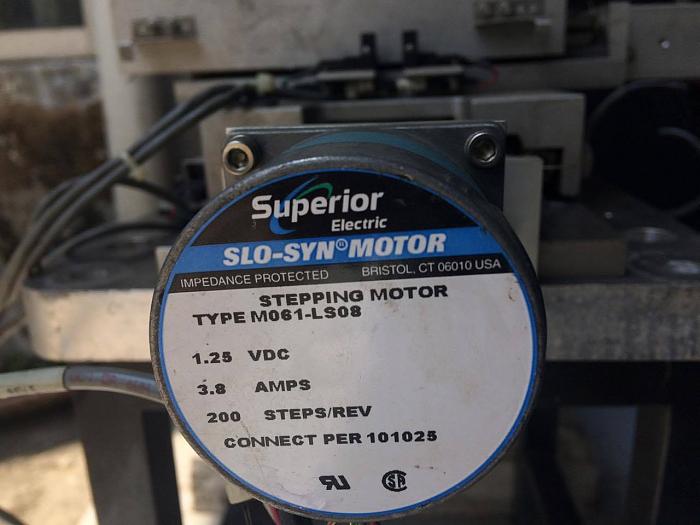 Superior
Electric
SLO-SYN® MOTOR
IMPEDANCE PROTECTED BRISTOL, CT 06010 USA
STEPPING MOTOR
TYPE M061-LS08
1.25 VDC
3.8 AMPS
200 STEPS/REV
CONNECT PER 101025